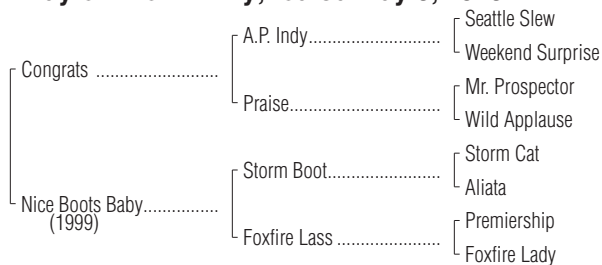 Seattle Slew
A.P. Indy..................................
Weekend Surprise
Congrats ...............................
Mr. Prospector
Praise.......................................
Wild Applause
Storm Cat
Storm Boot.............................
Aliata
Nice Boots Baby...................
(1999)
Premiership
Foxfire Lass ..........................
Foxfire Lady